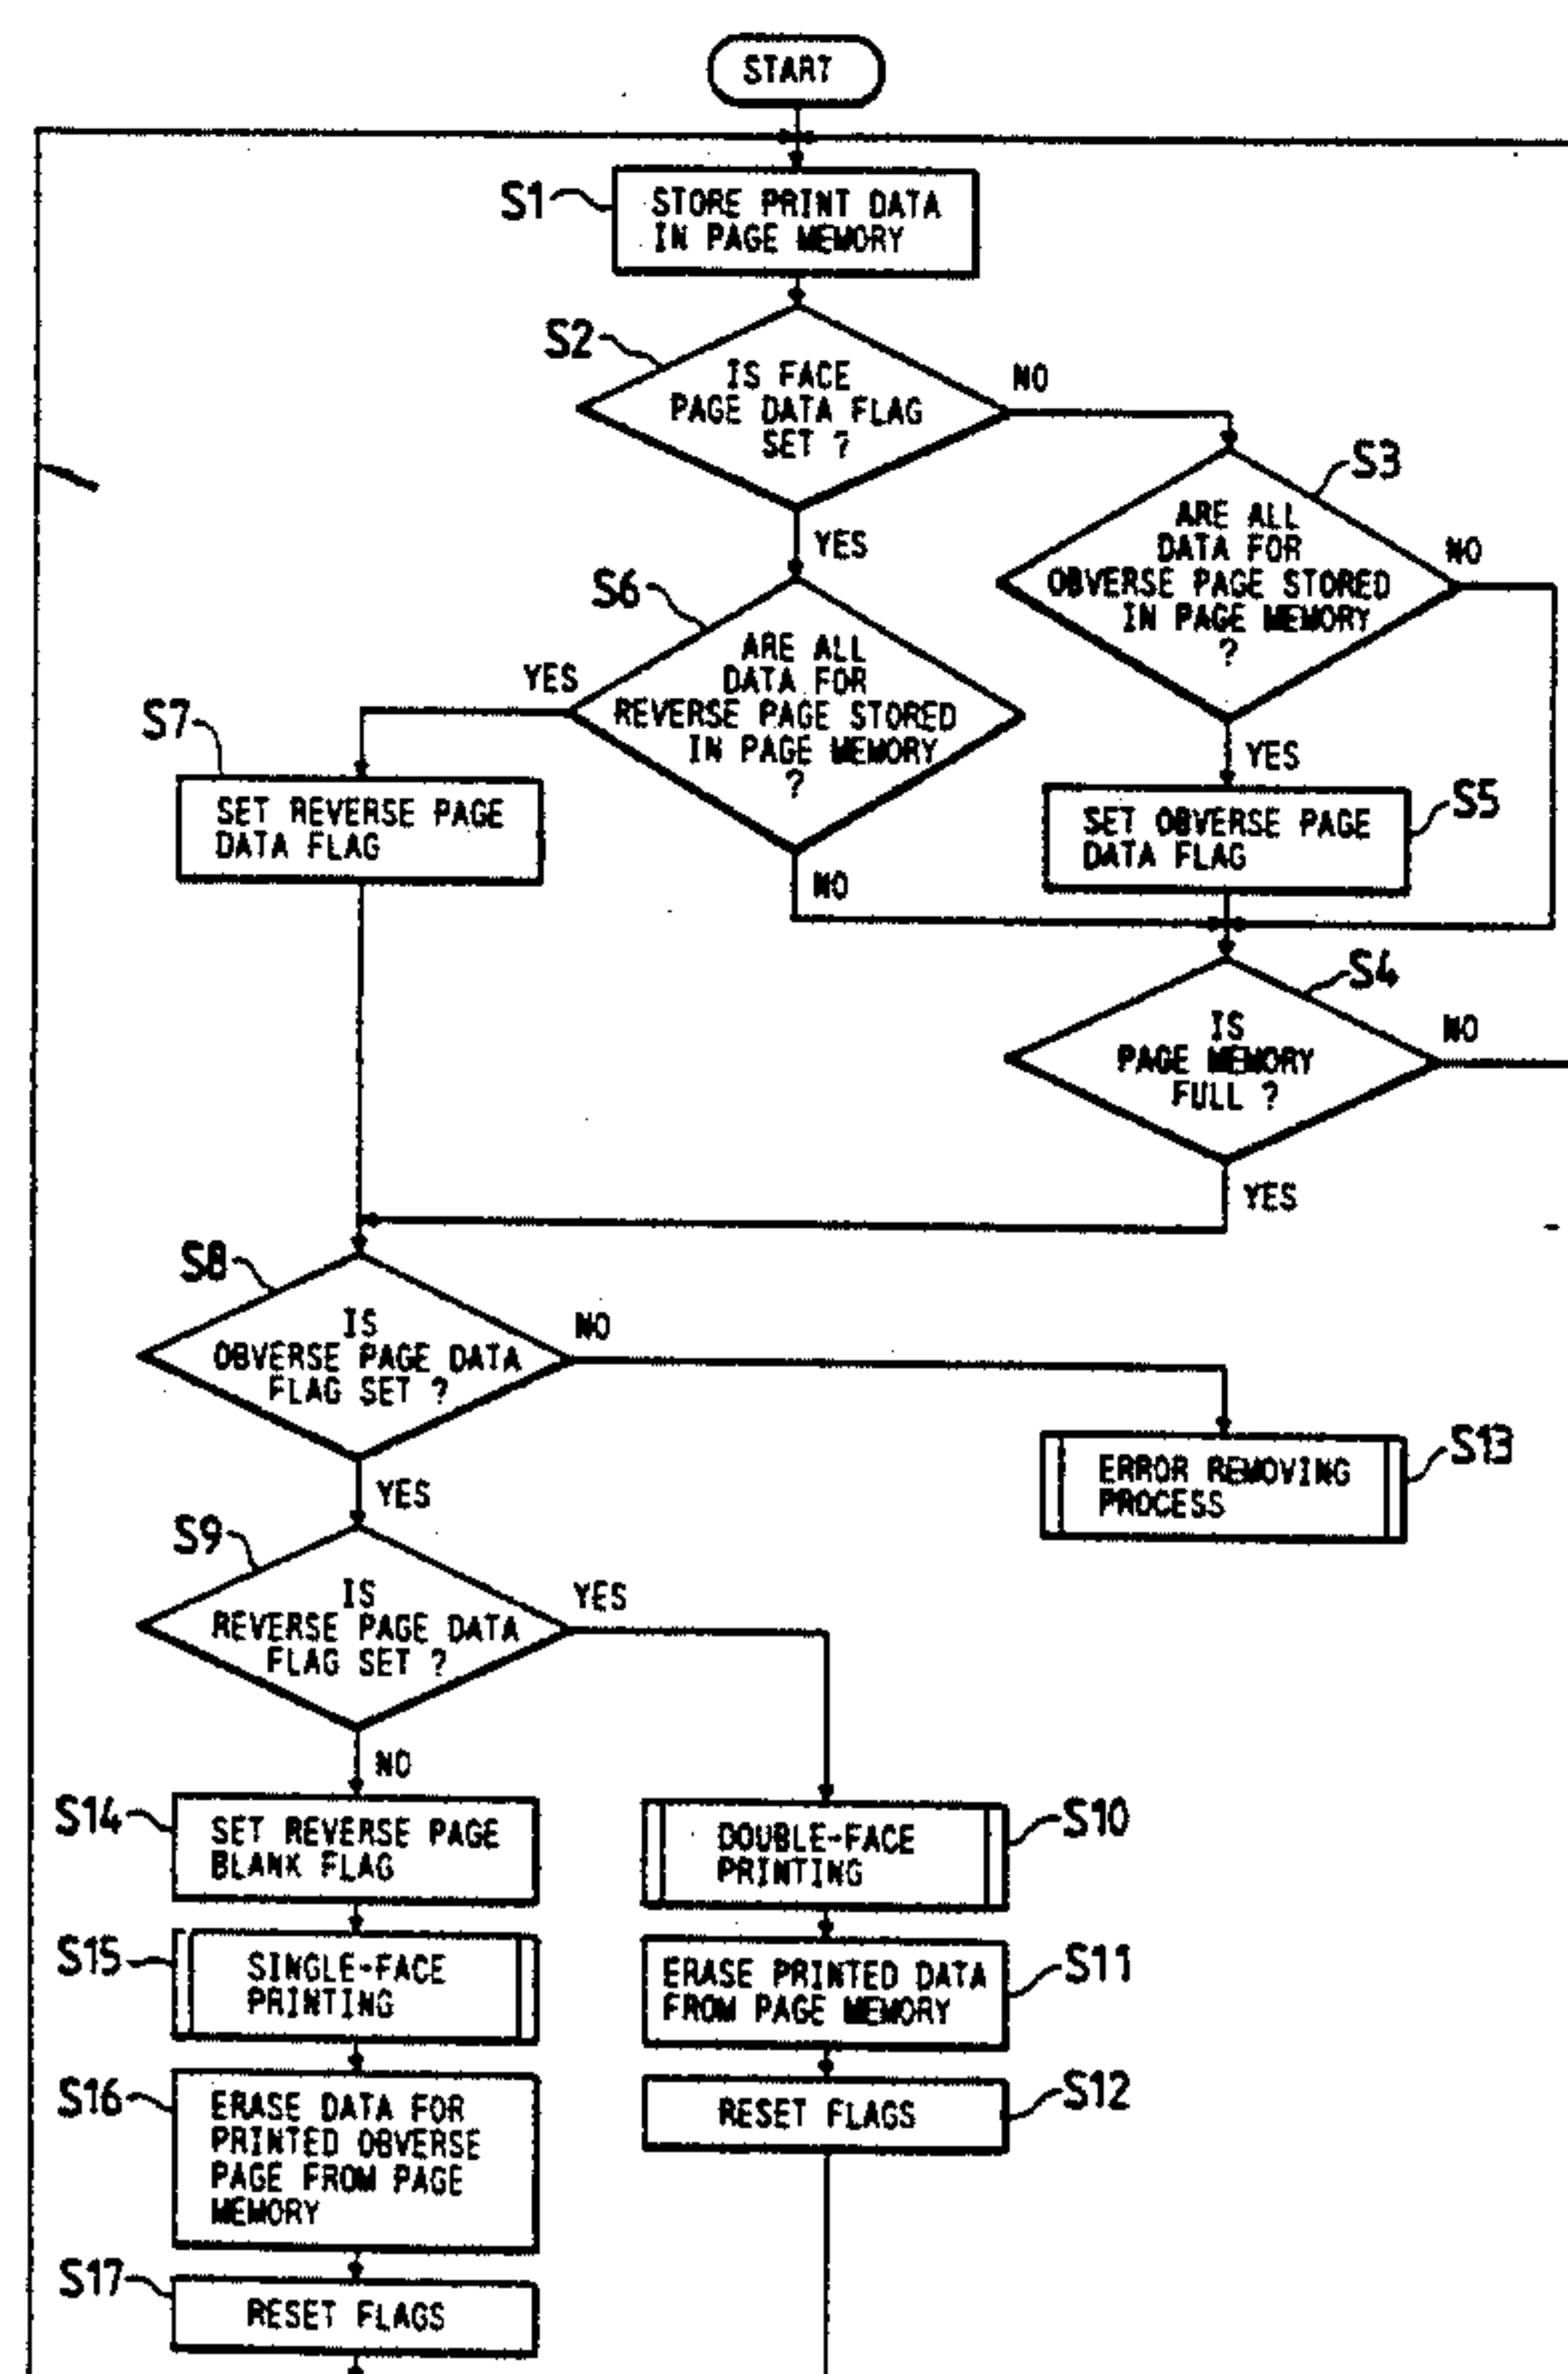 START
S1
STORE PRINT DATA
IN PAGE MEMORY
S2
IS FACE
PAGE DATA FLAG
SET ?
NO
YES
S3
ARE ALL
DATA FOR
OBVERSE PAGE STORED
IN PAGE MEMORY
?
NO
YES
S6
ARE ALL
DATA FOR
REVERSE PAGE STORED
IN PAGE MEMORY
?
YES
NO
S7
SET REVERSE PAGE
DATA FLAG
S5
SET OBVERSE PAGE
DATA FLAG
S4
IS
PAGE MEMORY
FULL ?
NO
YES
S8
IS
OBVERSE PAGE DATA
FLAG SET ?
NO
YES
S13
ERROR REMOVING
PROCESS
S9
IS
REVERSE PAGE DATA
FLAG SET ?
YES
NO
S14
SET REVERSE PAGE
BLANK FLAG
S10
DOUBLE-FACE
PRINTING
S15
SINGLE-FACE
PRINTING
S11
ERASE PRINTED DATA
FROM PAGE MEMORY
S16
ERASE DATA FOR
PRINTED OBVERSE
PAGE FROM PAGE
MEMORY
S12
RESET FLAGS
S17
RESET FLAGS